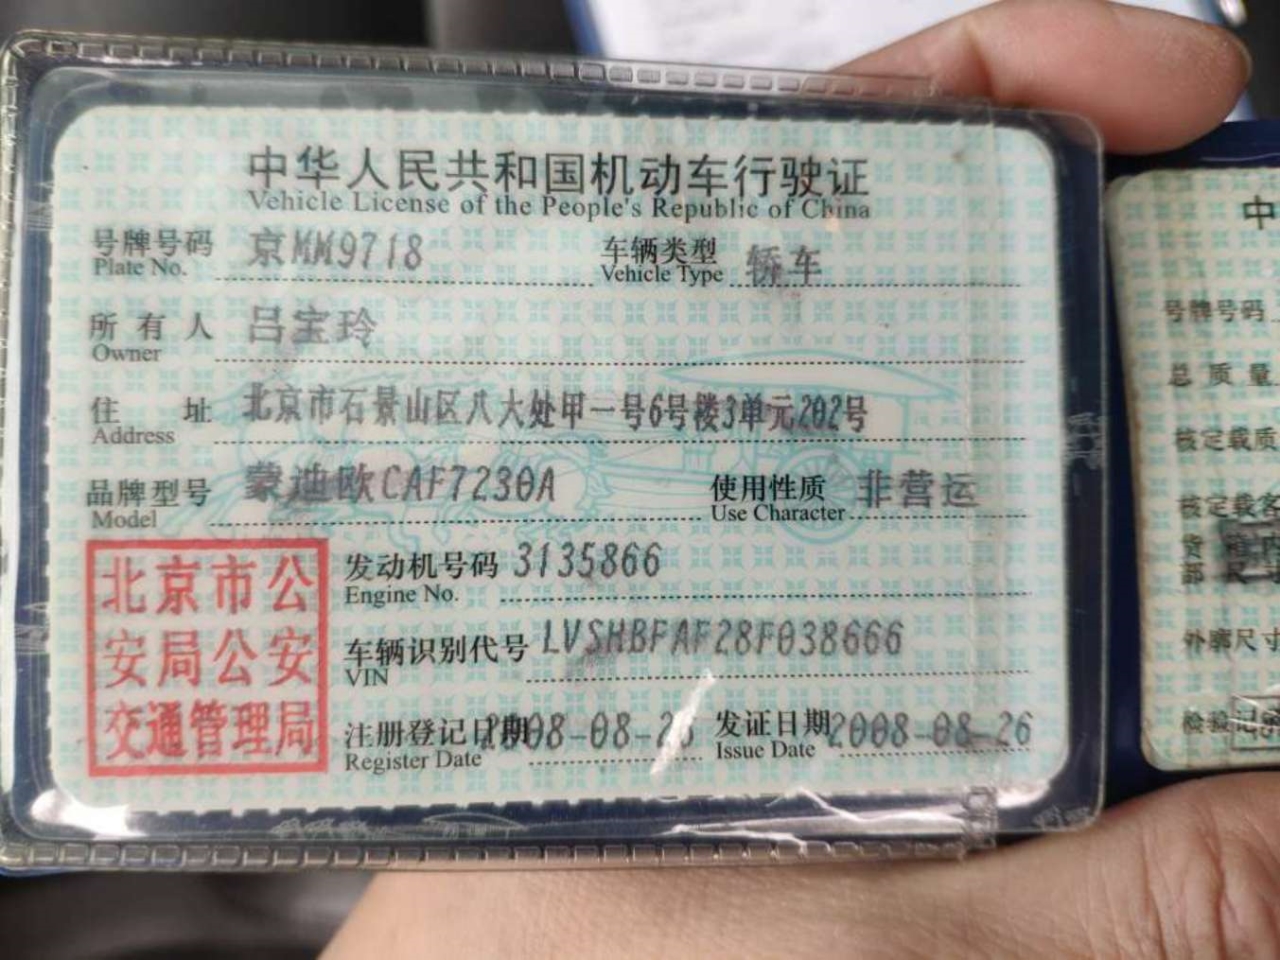 中华人民共和国机动车行驶证
Vehicle License of the People's Republic of China
号牌号码 京MM9718 车辆类型 轿车
Plate No. Vehicle Type
所有人 吕宝玲
Owner
住址 北京市石景山区八大处甲一号6号楼3单元202号
Address
品牌型号 蒙迪欧CAF7230A 使用性质 非营运
Model Use Character
北京市公
安局公安
交通管理局
发动机号码 3135866
Engine No.
车辆识别代号 LVSHBFAF28F038666
VIN
注册登记日期 2008-08-26 发证日期 2008-08-26
Register Date Issue Date
中
号牌号码
总质量
核定载质
核定载客
外廓尺寸
检验记